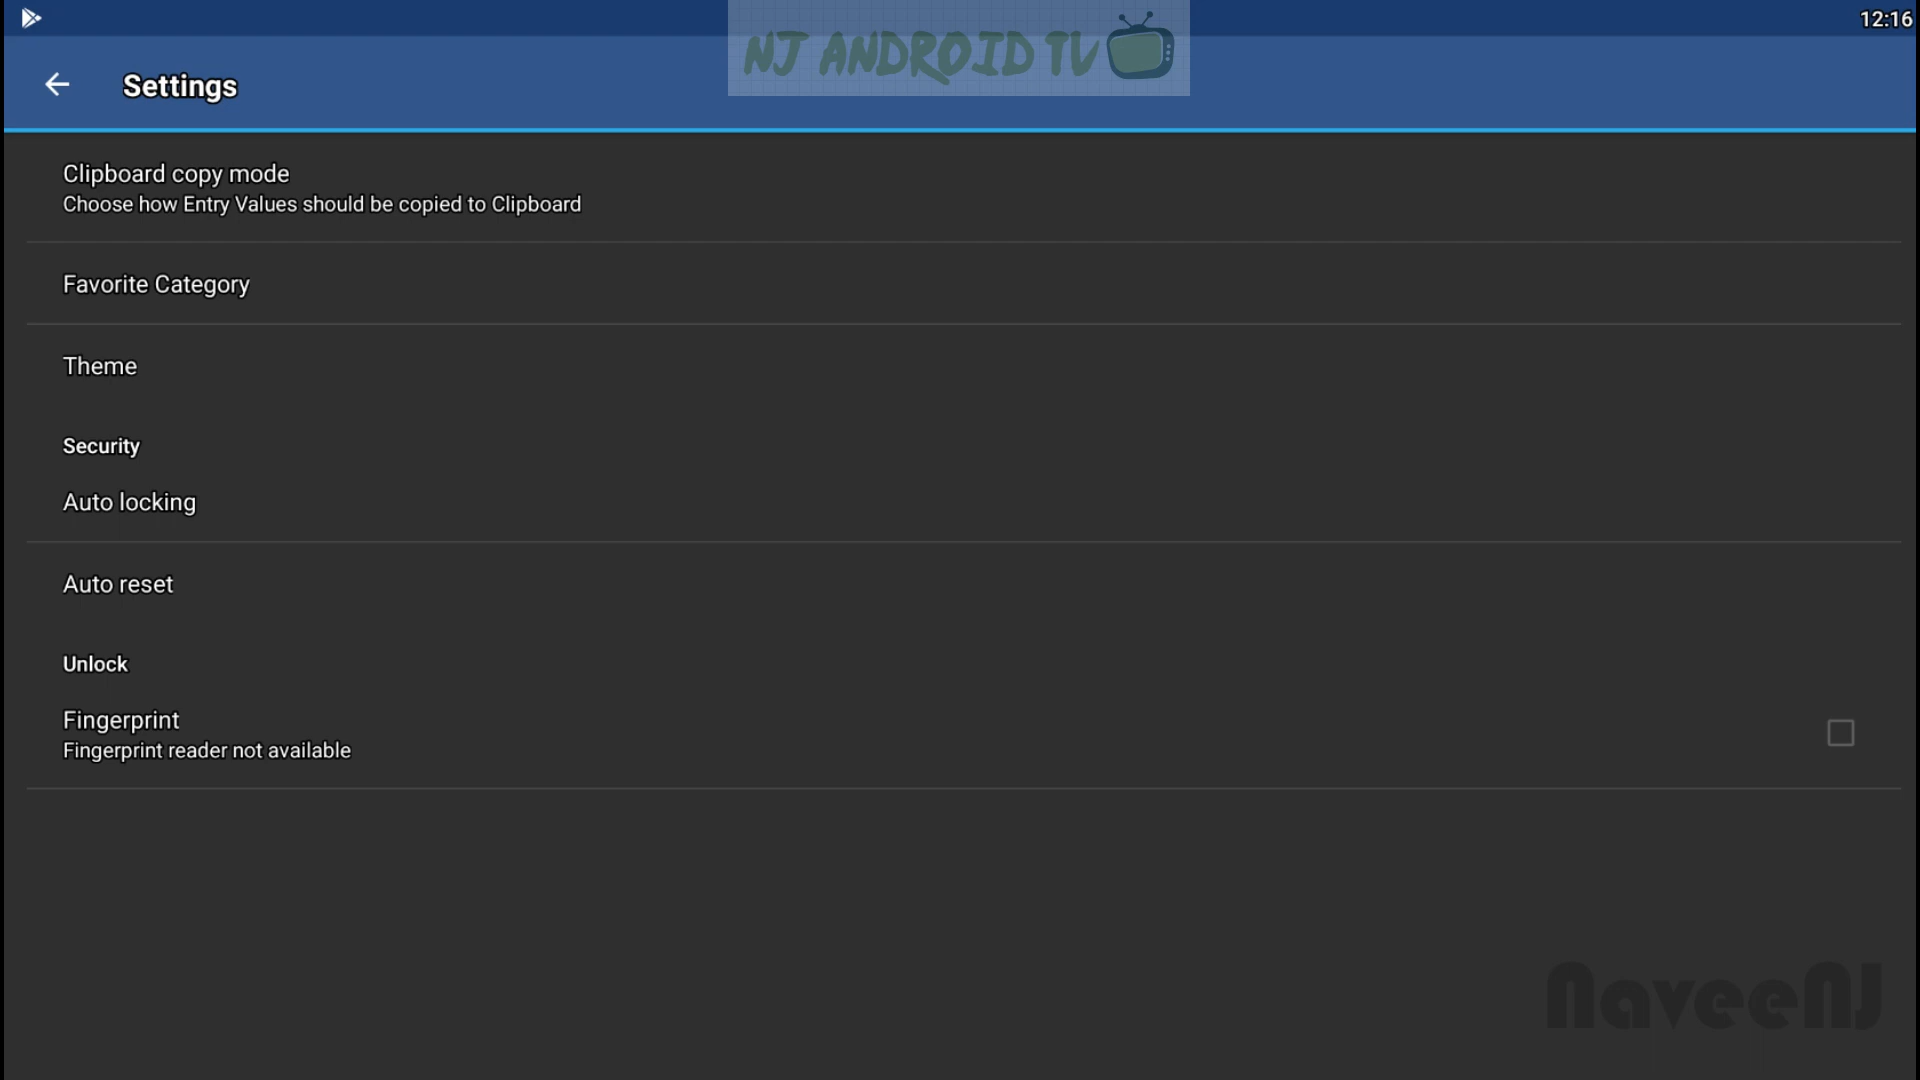 12:16
NJ ANDROID TV
Settings
Clipboard copy mode
Choose how Entry Values should be copied to Clipboard
Favorite Category
Theme
Security
Auto locking
Auto reset
Unlock
Fingerprint
Fingerprint reader not available
NaveeNJ